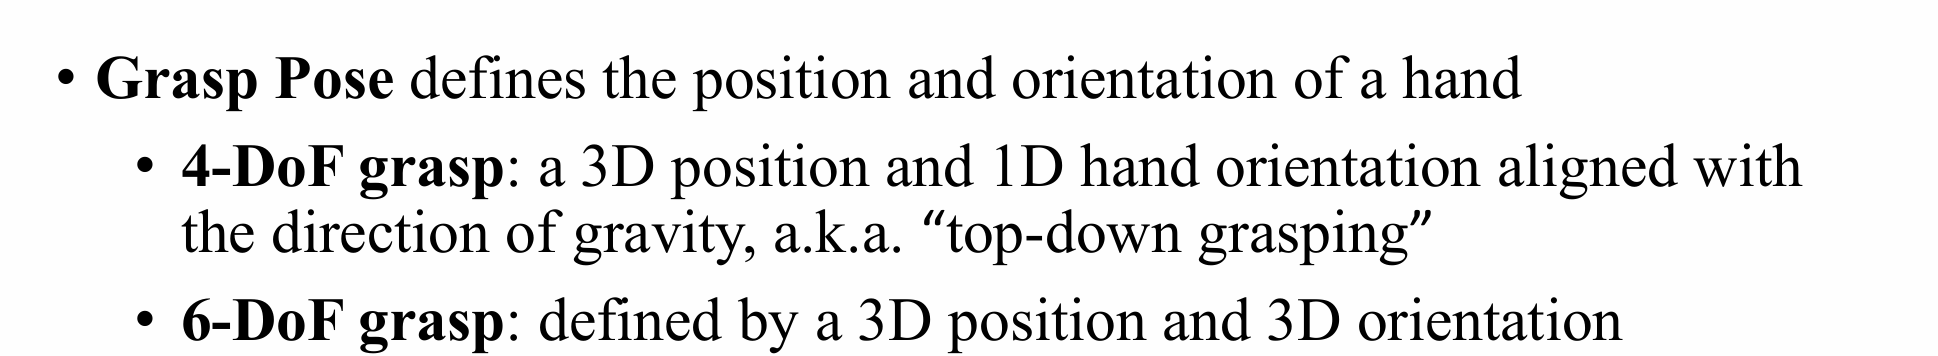 • Grasp Pose defines the position and orientation of a hand
• 4-DoF grasp: a 3D position and 1D hand orientation aligned with
the direction of gravity, a.k.a. “top-down grasping”
• 6-DoF grasp: defined by a 3D position and 3D orientation